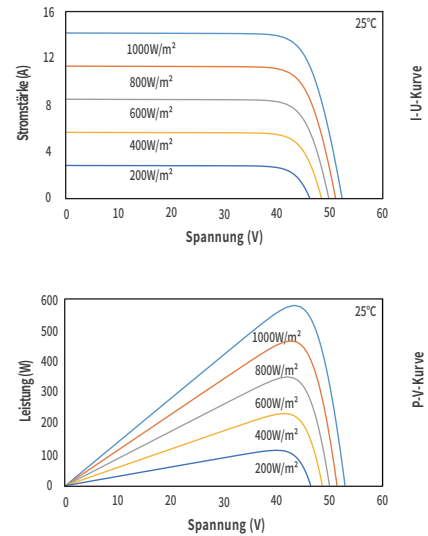 16
25°C
12
8
4
0
Stromstärke (A)
1000W/m²
800W/m²
600W/m²
400W/m²
200W/m²
0 10 20 30 40 50 60
Spannung (V)
I-U-Kurve
600
25°C
500
400
300
200
100
0
Leistung (W)
1000W/m²
800W/m²
600W/m²
400W/m²
200W/m²
0 10 20 30 40 50 60
Spannung (V)
P-V-Kurve